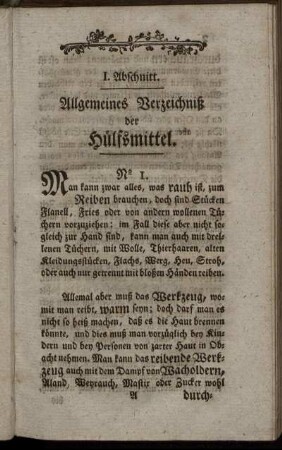 I. Abschnitt.
Allgemeines Verzeichniß
der
Hülfsmittel.
Nº 1.
Man kann zwar alles, was rauh ist, zum
Reiben brauchen, doch sind Stücken
Flanell, Fries oder von andern wollenen Tü-
chern vorzuziehen; im Fall diese aber nicht so-
gleich zur Hand sind, kann man auch mit drel-
lenen Tüchern, mit Wolle, Thierhaaren, alten
Kleidungsstücken, Flachs, Werg, Heu, Stroh,
oder auch nur getrennt mit bloßen Händen reiben.
Allemal aber muß das Werkzeug, wo-
mit man reibt, warm seyn; doch darf man es
nicht so heiß machen, daß es die Haut brennen
könnte, und dies muß man vorzüglich bey Kin-
dern und bey Personen von zarter Haut in Ob-
acht nehmen. Man kann das reibende Werk-
zeug auch mit dem Dampf von Wacholdern,
Aland, Weyrauch, Mastix oder Zucker wohl
A durch-